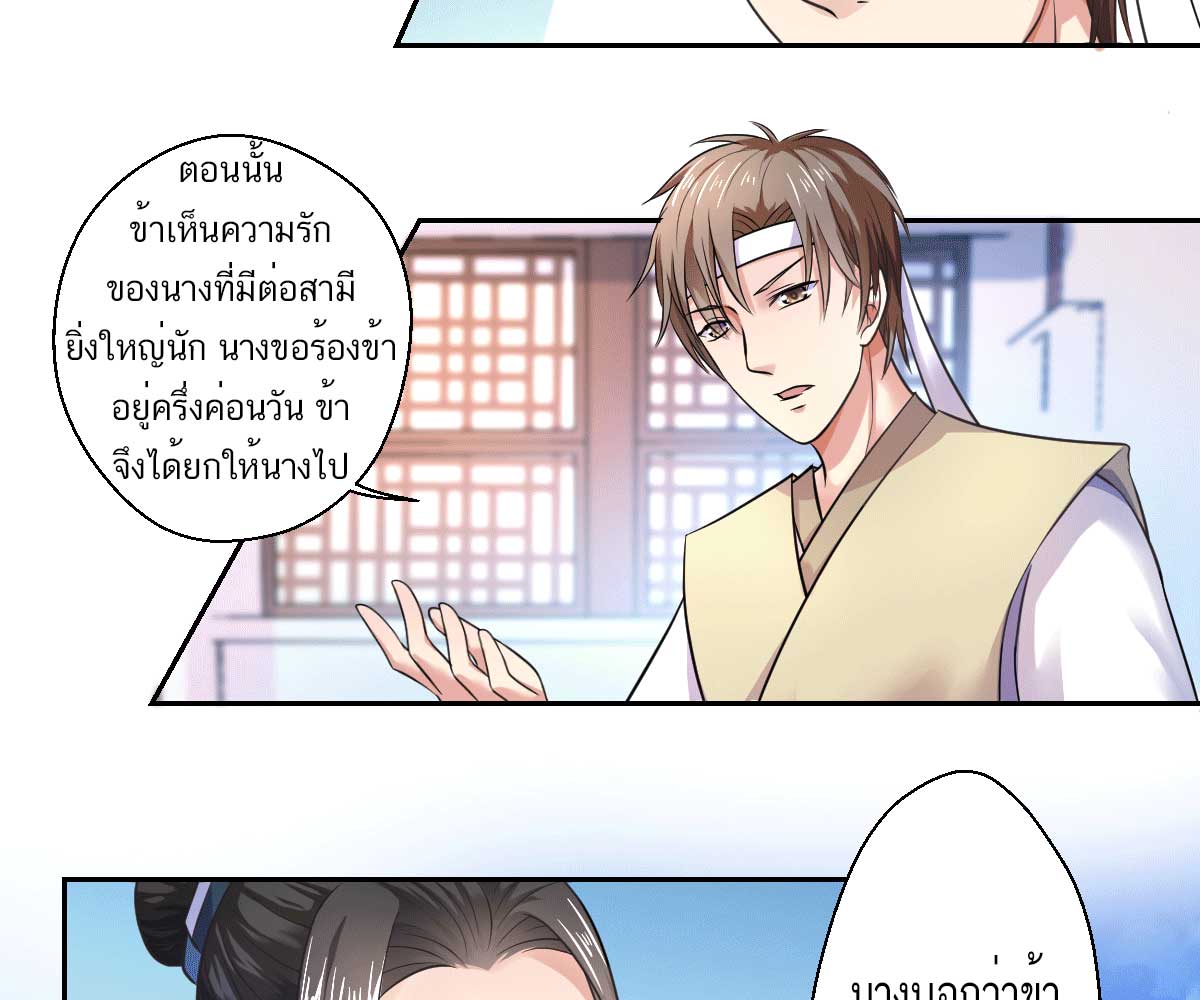 ตอนนั้น
ข้าเห็นความรัก
ของนางที่มีต่อสามี
ยิ่งใหญ่นัก นางขอร้องข้า
อยู่ครึ่งค่อนวัน ข้า
จึงได้ยกให้นางไป